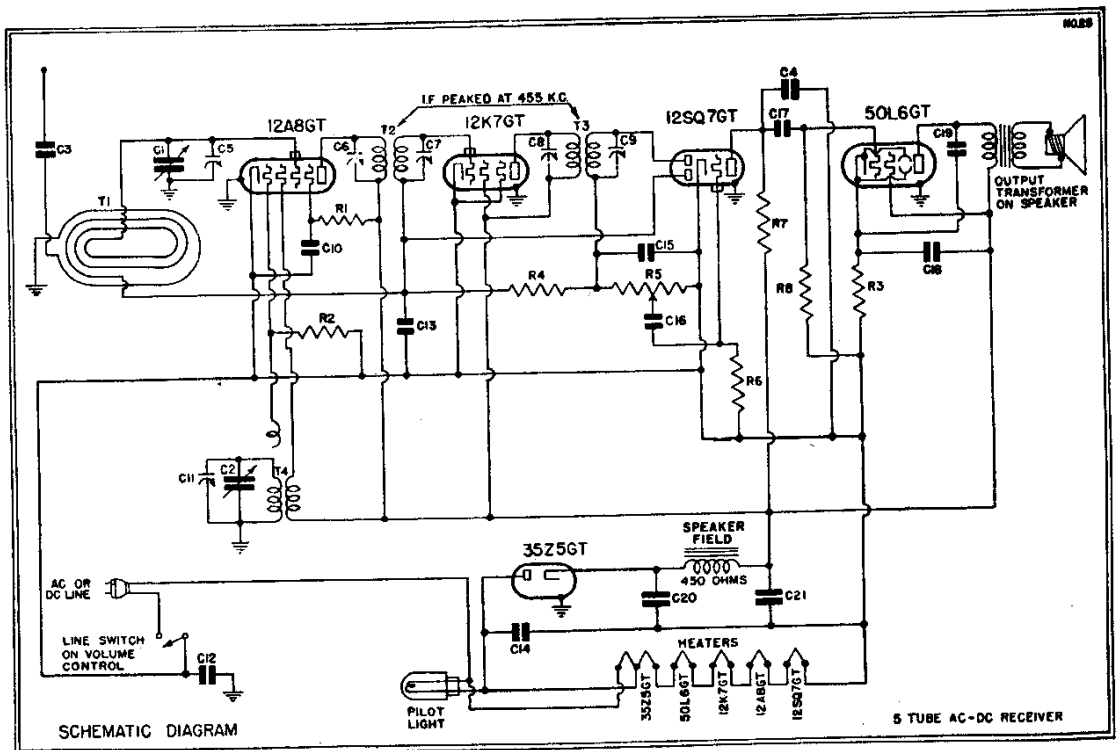 NO.28
I.F PEAKED AT 455 K.C.
12A8GT
12K7GT
12SQ7GT
50L6GT
C4
C17
C19
C3
C1
C5
C6
T2
C7
C8
T3
C9
OUTPUT
TRANSFORMER
ON SPEAKER
T1
R1
C10
R7
C15
C18
R4
R5
R8
R3
R2
C13
C16
R6
C11
C2
T4
SPEAKER
FIELD
35Z5GT
450 OHMS
AC OR
DC LINE
C20
C21
LINE SWITCH
ON VOLUME
CONTROL
C14
HEATERS
C12
35Z5GT
50L6GT
12K7GT
12A8GT
12SQ7GT
PILOT
LIGHT
SCHEMATIC DIAGRAM
5 TUBE AC-DC RECEIVER